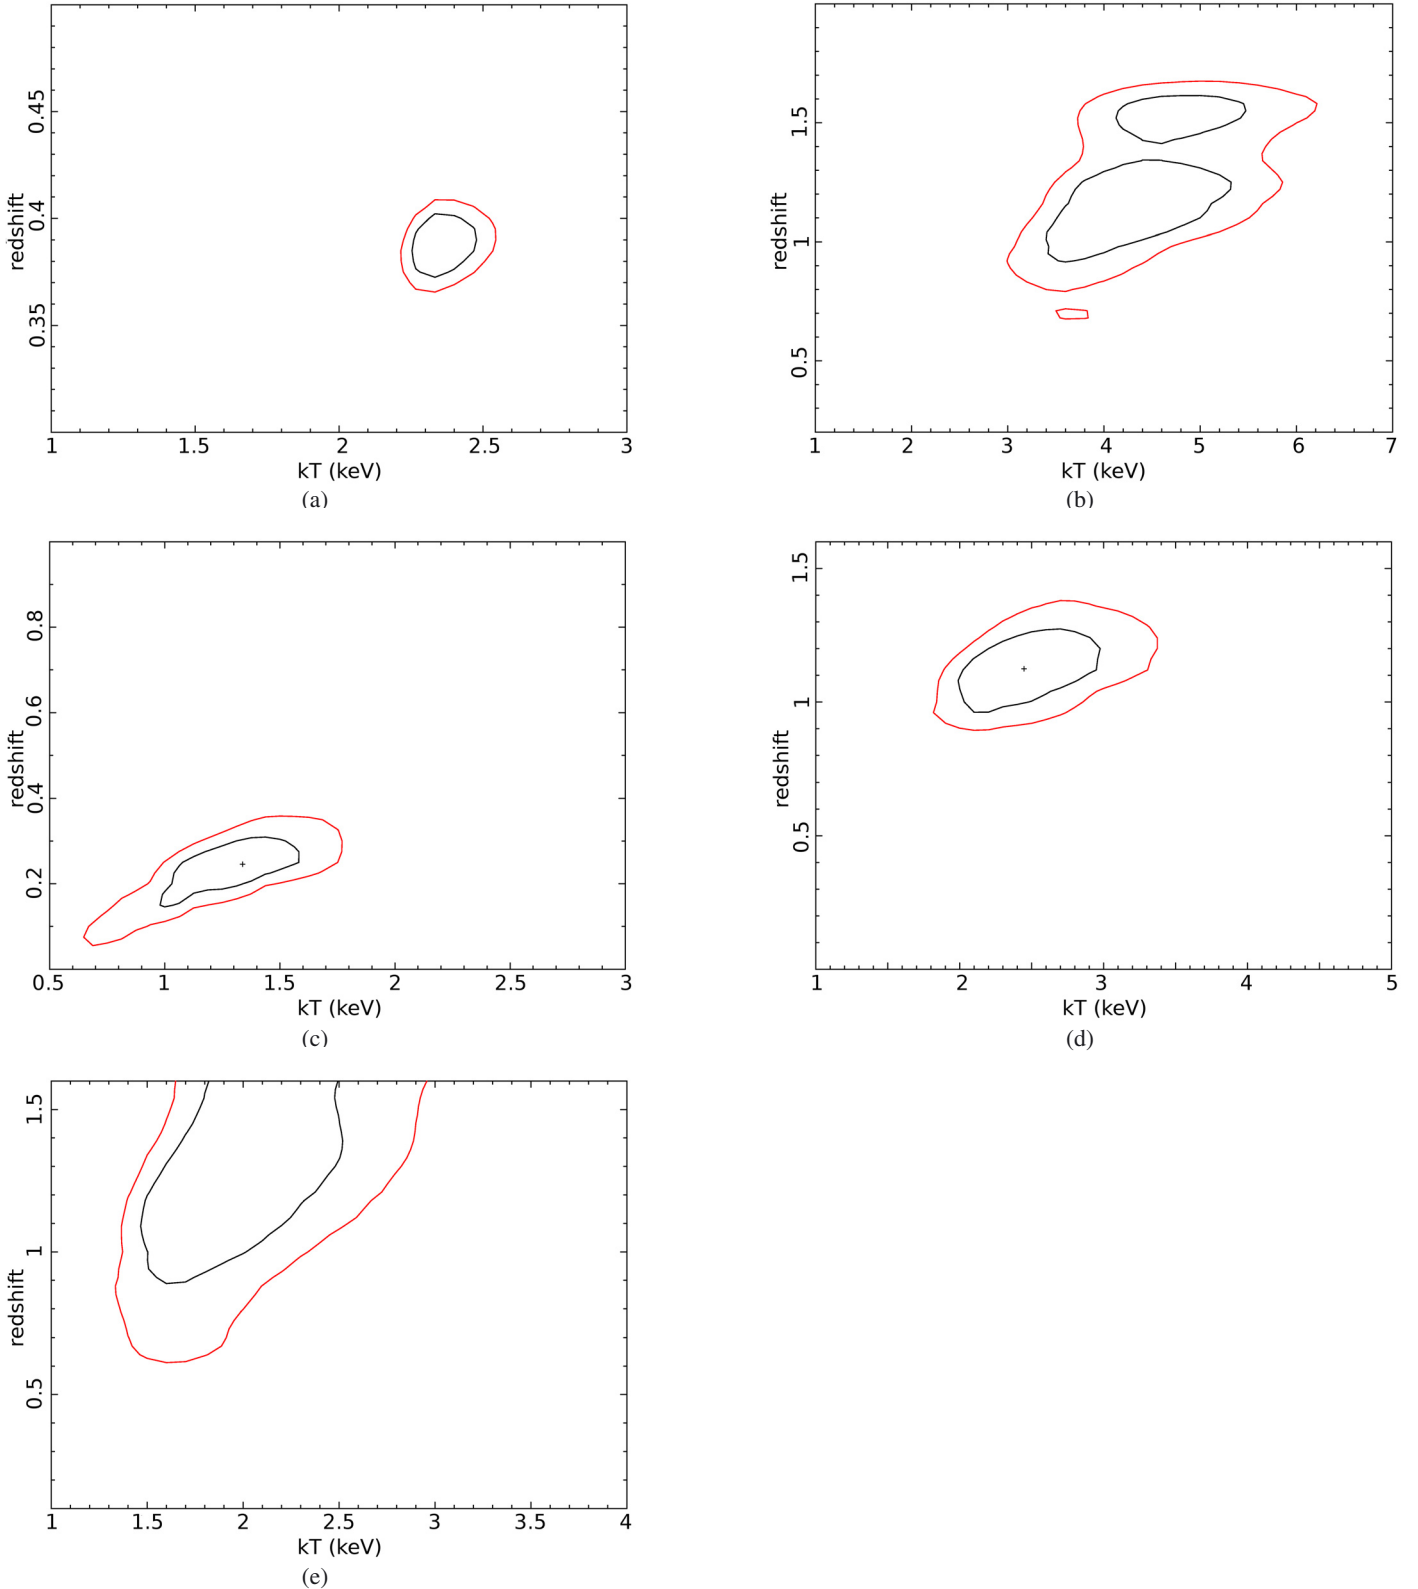 0.45
0.4
0.35
redshift
1 1.5 2 2.5 3
kT (keV)
(a)
1.5
1
0.5
redshift
1 2 3 4 5 6 7
kT (keV)
(b)
0.8
0.6
0.4
0.2
redshift
0.5 1 1.5 2 2.5 3
kT (keV)
(c)
1.5
1
0.5
redshift
1 2 3 4 5
kT (keV)
(d)
1.5
1
0.5
redshift
1 1.5 2 2.5 3 3.5 4
kT (keV)
(e)